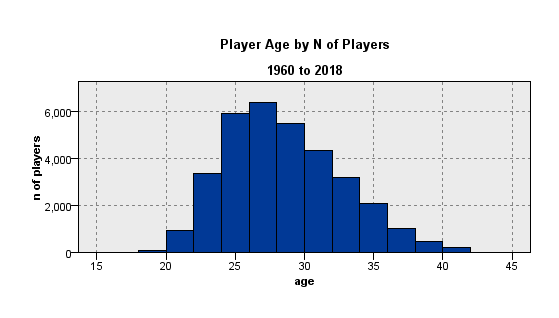 Player Age by N of Players
1960 to 2018
n of players
6,000
4,000
2,000
0
15 20 25 30 35 40 45
age